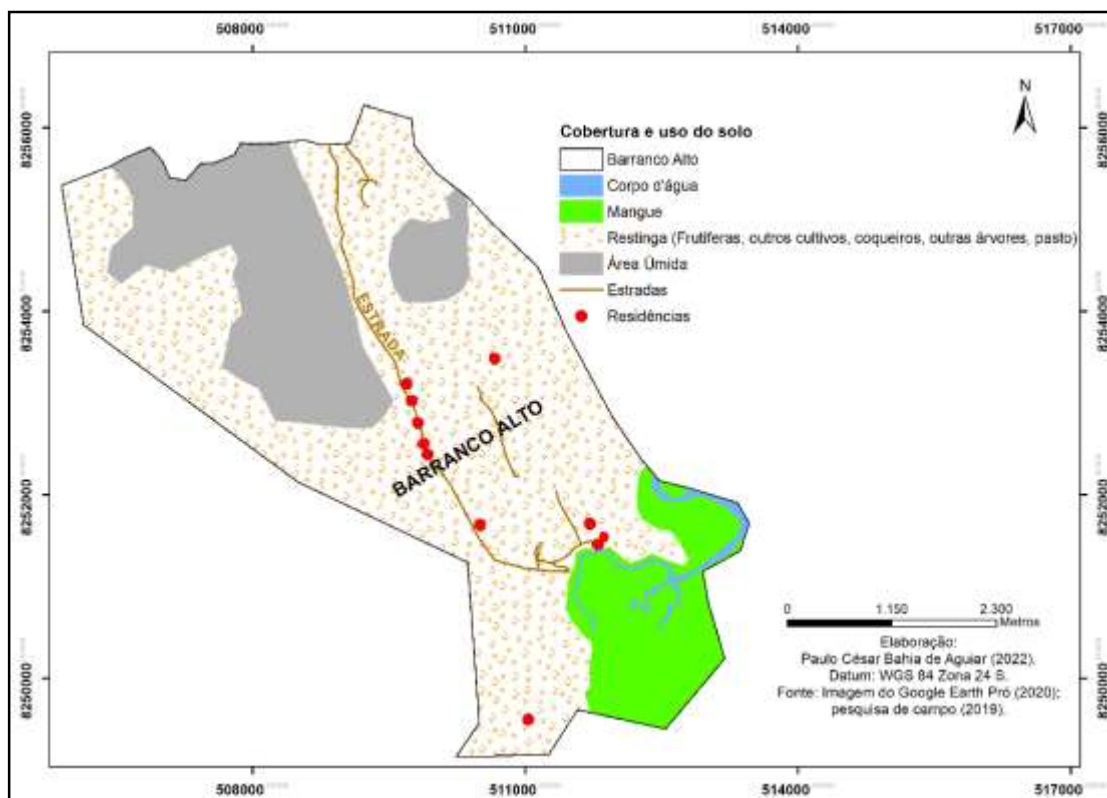 508000 511000 514000 517000
8256000 8256000
N
Cobertura e uso do solo
Barranco Alto
Corpo d'água
Mangue
Restinga (Frutíferas, outros cultivos, coqueiros, outras árvores, pasto)
Área Úmida
Estradas
Residências
8254000 8254000
ESTRADA
BARRANCO ALTO
8252000 8252000
0 1.150 2.300
Metros
Elaboração:
Paulo César Bahia de Aguiar (2022).
Datum: WGS 84 Zona 24 S.
Fonte: Imagem do Google Earth Pró (2020);
pesquisa de campo (2019).
8250000 8250000
508000 511000 514000 517000